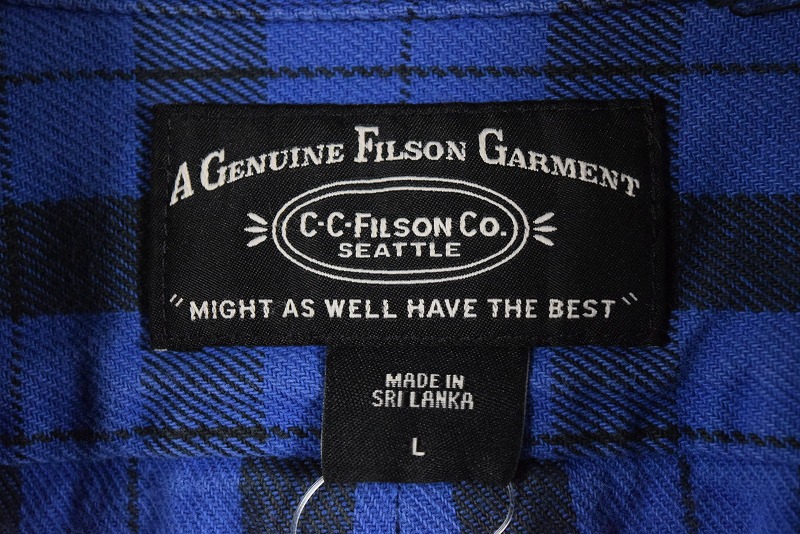 A GENUINE FILSON GARMENT
C·C·FILSON CO.
SEATTLE
"MIGHT AS WELL HAVE THE BEST"
MADE IN
SRI LANKA
L